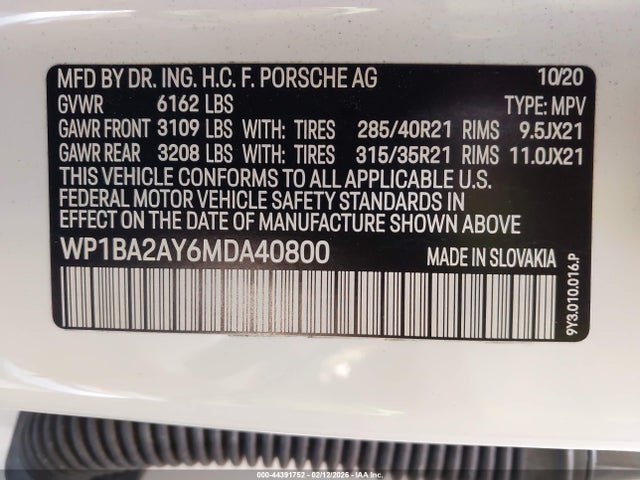 MFD BY DR. ING. H.C. F. PORSCHE AG 10/20
GVWR 6162 LBS TYPE: MPV
GAWR FRONT 3109 LBS WITH: TIRES 285/40R21 RIMS 9.5JX21
GAWR REAR 3208 LBS WITH: TIRES 315/35R21 RIMS 11.0JX21
THIS VEHICLE CONFORMS TO ALL APPLICABLE U.S.
FEDERAL MOTOR VEHICLE SAFETY STANDARDS IN
EFFECT ON THE DATE OF MANUFACTURE SHOWN ABOVE
WP1BA2AY6MDA40800 MADE IN SLOVAKIA
9Y3.010.016.P
000-44391752 - 02/12/2026 - IAA Inc.